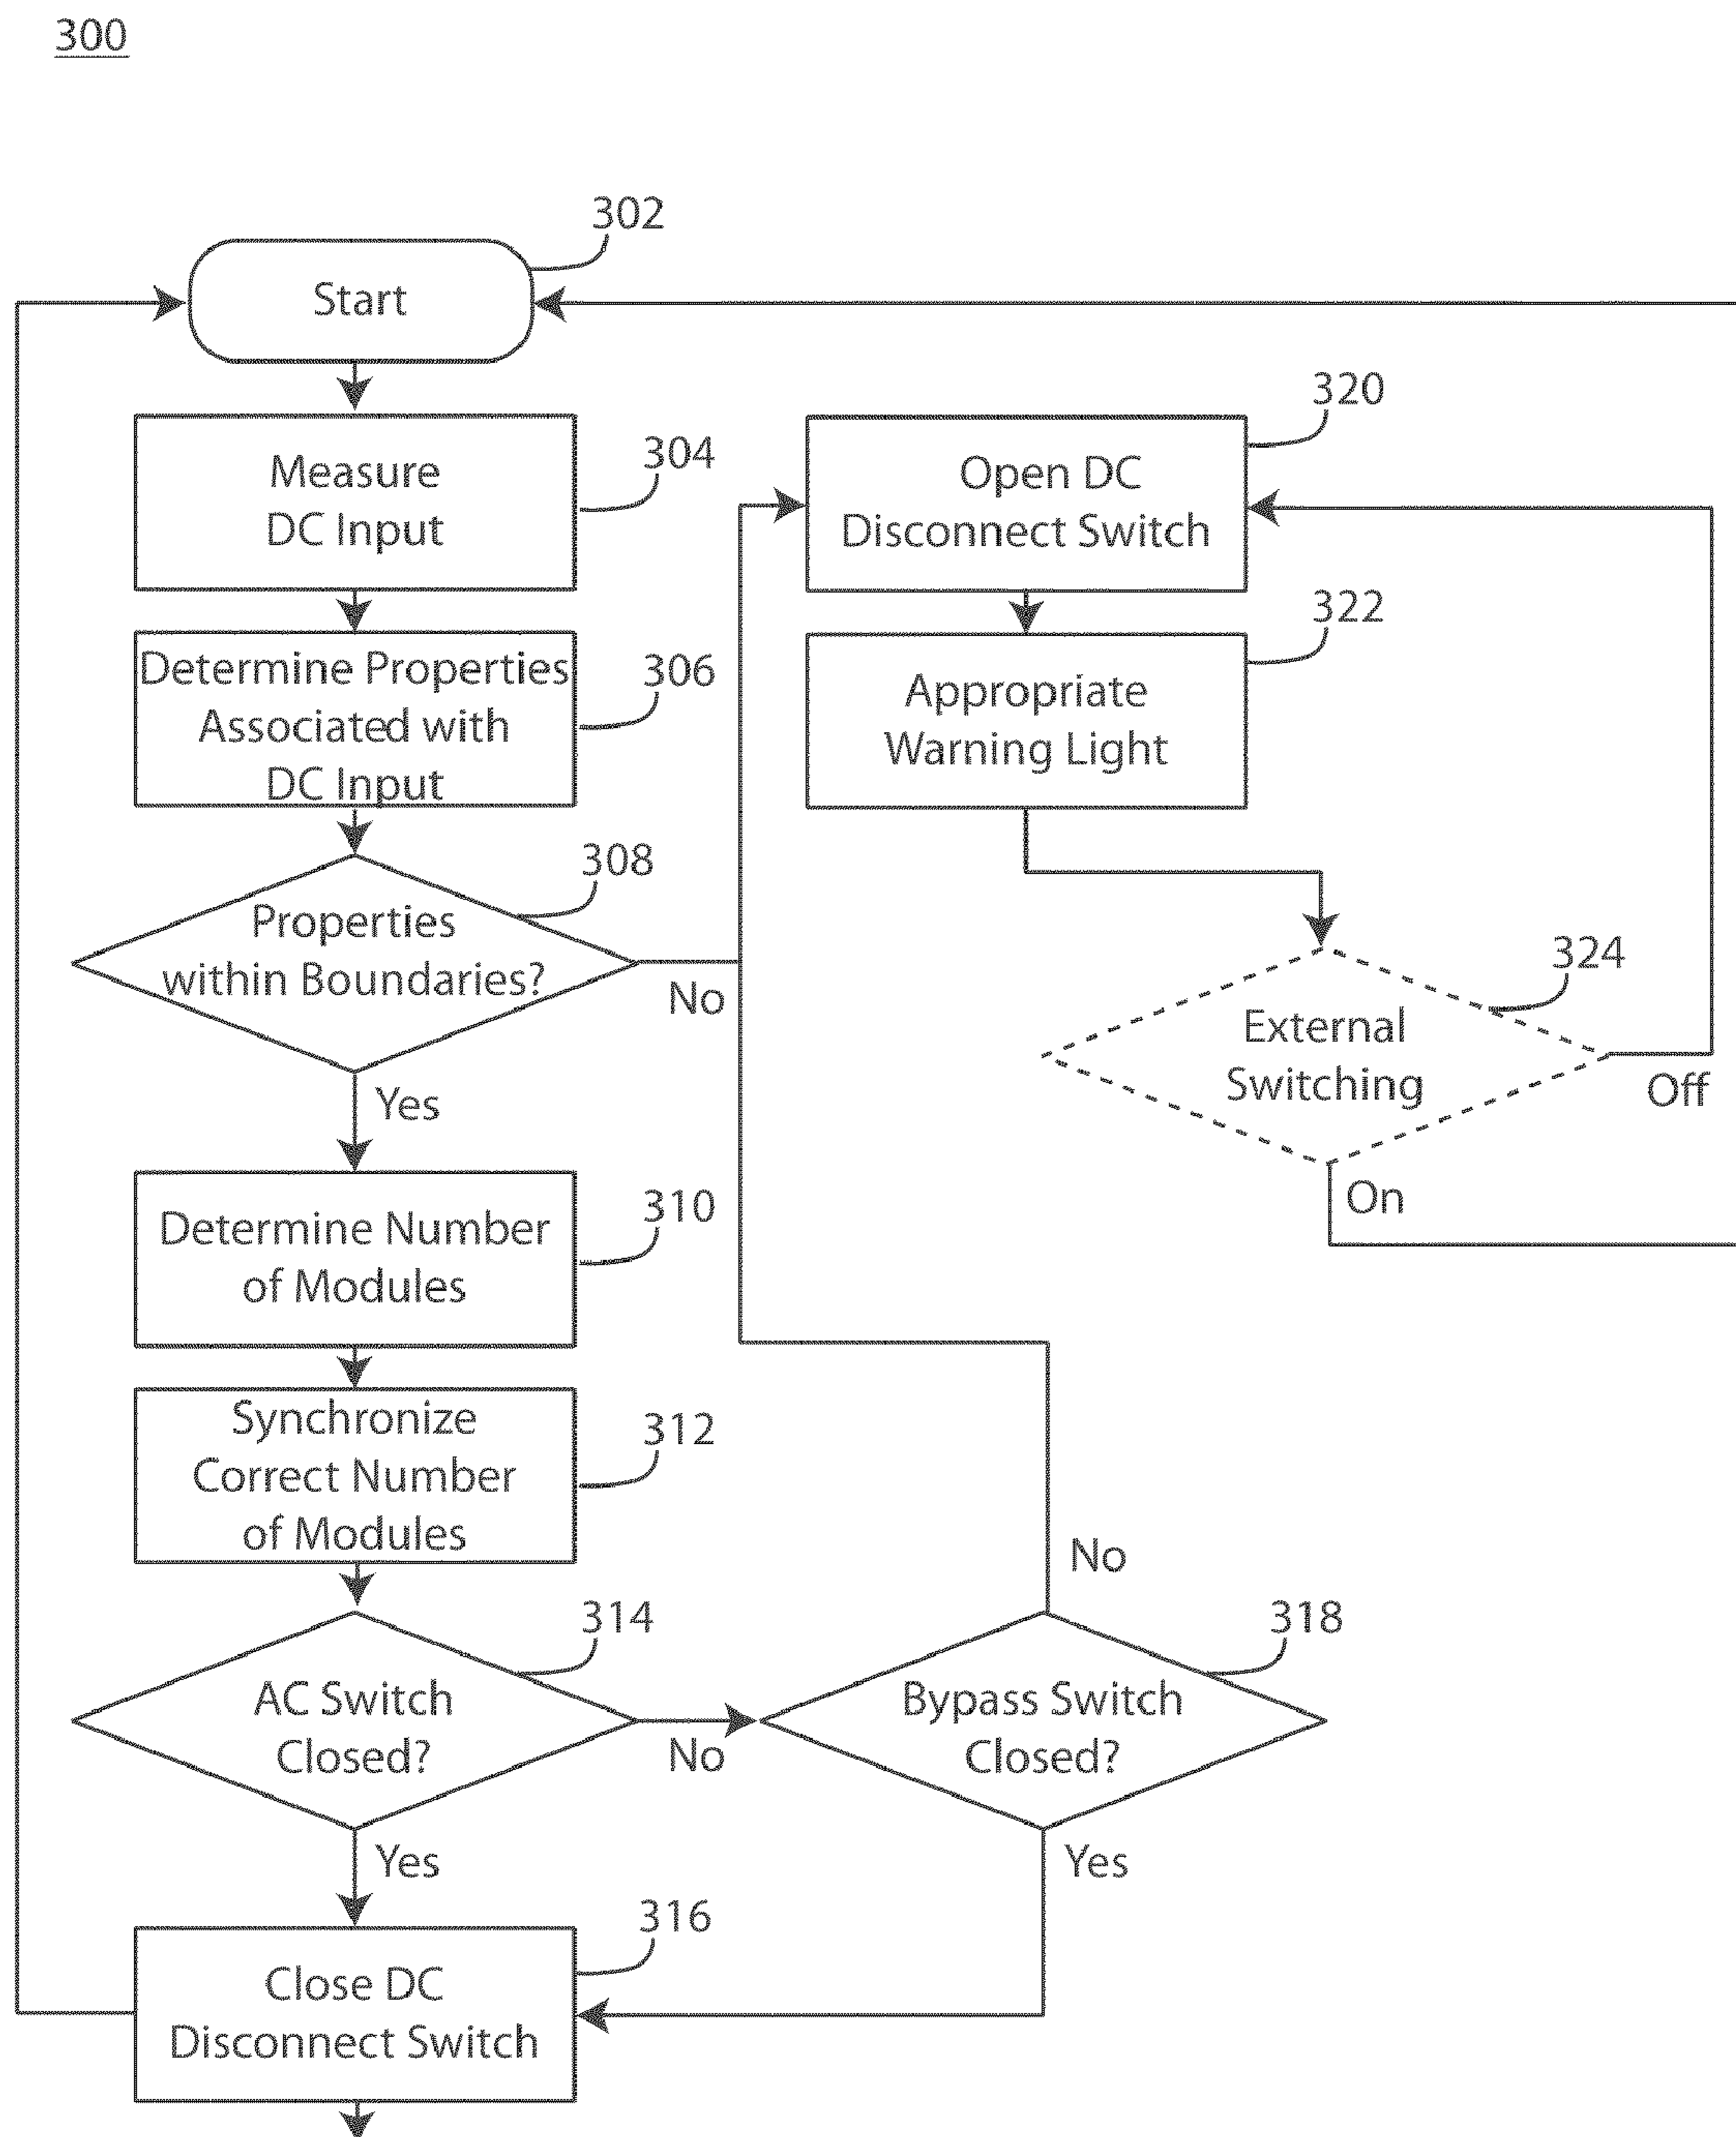 300
302
Start
304
Measure
DC Input
306
Determine Properties
Associated with
DC Input
308
Properties
within Boundaries?
No
Yes
310
Determine Number
of Modules
312
Synchronize
Correct Number
of Modules
314
AC Switch
Closed?
No
Yes
316
Close DC
Disconnect Switch
318
Bypass Switch
Closed?
No
Yes
320
Open DC
Disconnect Switch
322
Appropriate
Warning Light
324
External
Switching
Off
On